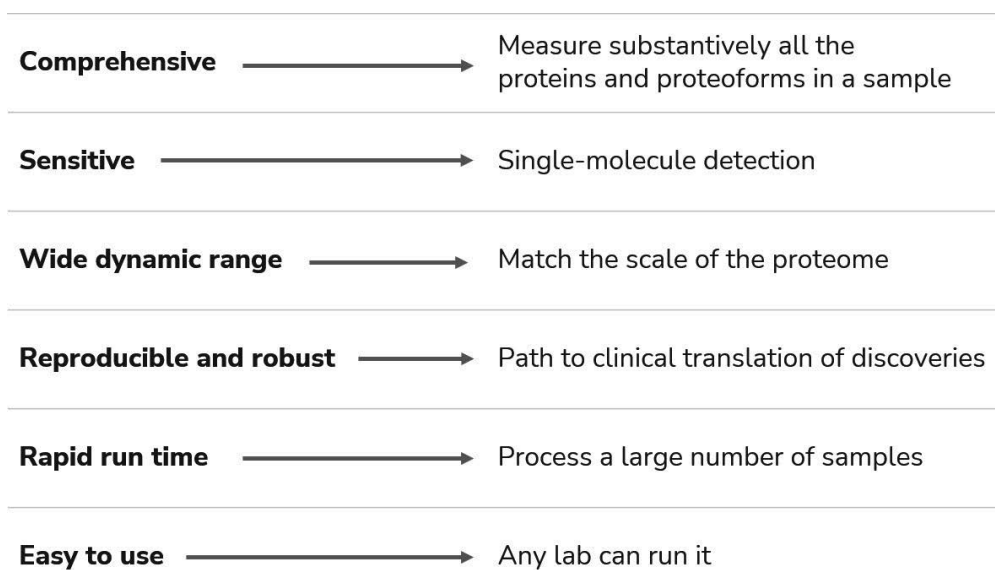 Comprehensive
Measure substantively all the
proteins and proteoforms in a sample
Sensitive
Single-molecule detection
Wide dynamic range
Match the scale of the proteome
Reproducible and robust
Path to clinical translation of discoveries
Rapid run time
Process a large number of samples
Easy to use
Any lab can run it